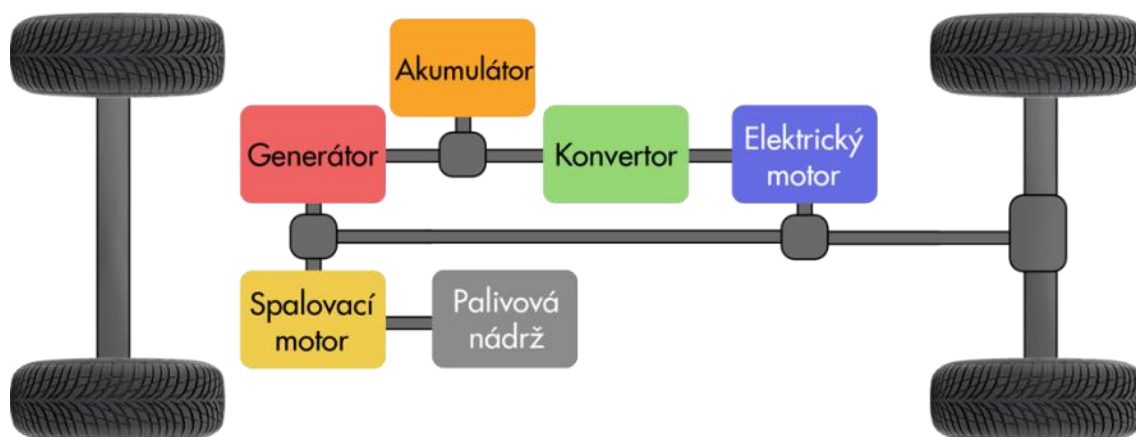 Akumulátor
Generátor
Konvertor
Elektrický
motor
Spalovací
motor
Palivová
nádrž